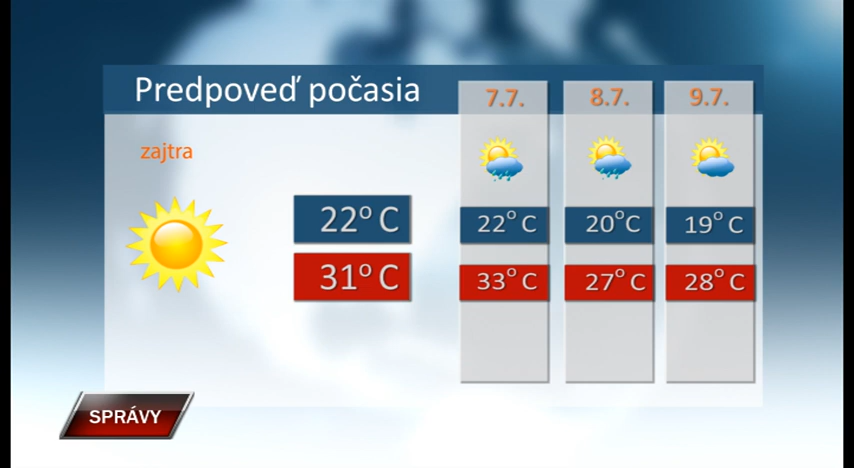 Predpoveď počasia
zajtra
22° C
31° C
7.7.
22° C
33° C
8.7.
20°C
27° C
9.7.
19° C
28° C
SPRÁVY